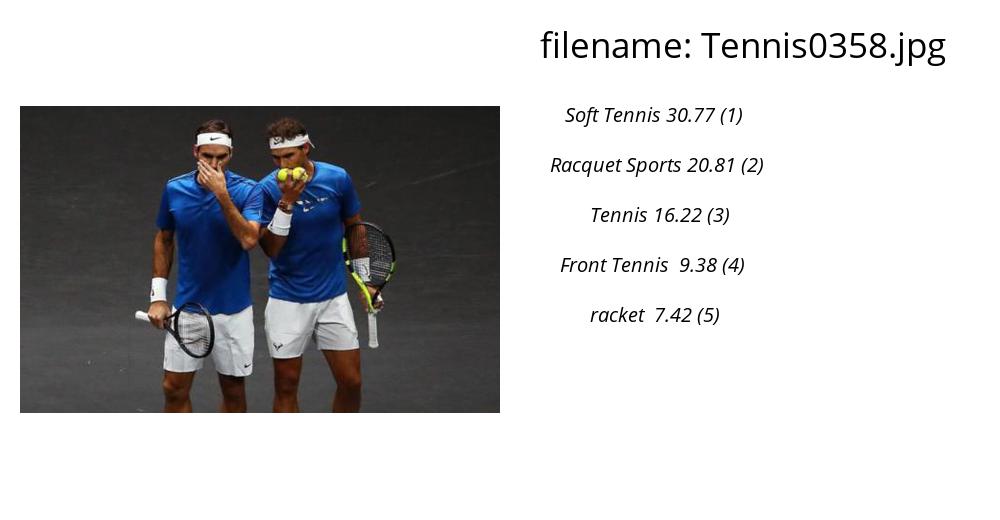 filename: Tennis0358.jpg
Soft Tennis 30.77 (1)
Racquet Sports 20.81 (2)
Tennis 16.22 (3)
Front Tennis  9.38 (4)
racket  7.42 (5)